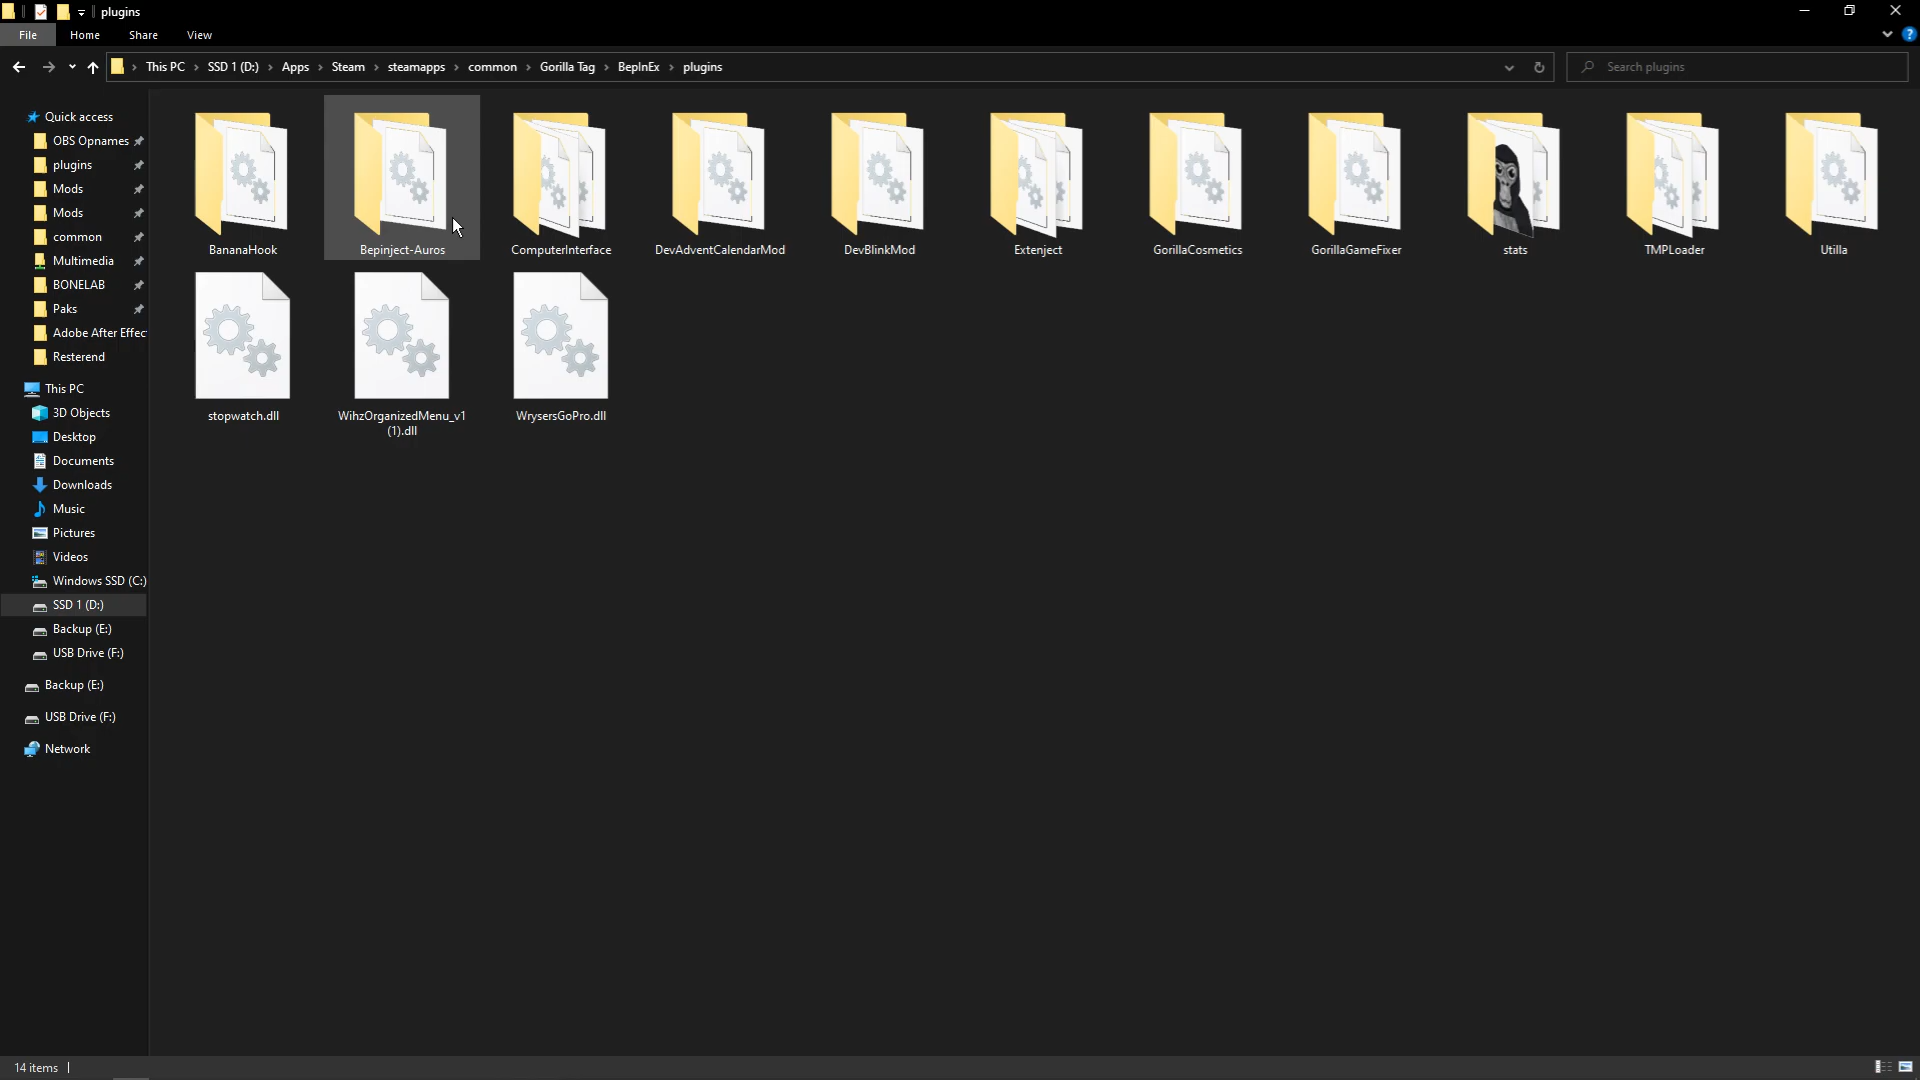 plugins
File Home Share View
This PC SSD 1 (D:) Apps Steam steamapps common Gorilla Tag BepInEx plugins
Search plugins
Quick access
OBS Opnames
plugins
Mods
Mods
common
Multimedia
BONELAB
Paks
Adobe After Effec
Resterend
This PC
3D Objects
Desktop
Documents
Downloads
Music
Pictures
Videos
Windows SSD (C:)
SSD 1 (D:)
Backup (E:)
USB Drive (F:)
Backup (E:)
USB Drive (F:)
Network
BananaHook Bepinject-Auros ComputerInterface DevAdventCalendarMod DevBlinkMod Extenject GorillaCosmetics GorillaGameFixer stats TMPLoader Utilla
stopwatch.dll WihzOrganizedMenu_v1 WrysersGoPro.dll
(1).dll
14 items